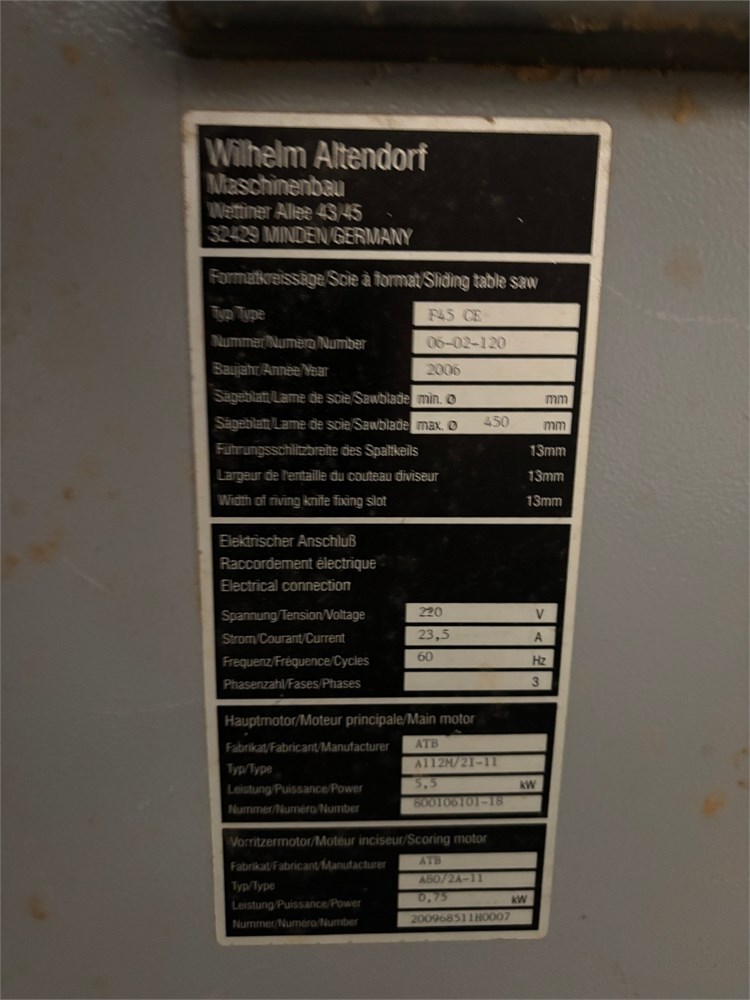 Wilhelm Altendorf
Maschinenbau
Wettiner Allee 43/45
32429 MINDEN/GERMANY
Formatkreissäge/Scie à format/Sliding table saw
Typ/Type F45 CE
Nummer/Numéro/Number 06-02-120
Baujahr/Année/Year 2006
Sägeblatt/Lame de scie/Sawblade min. Ø mm
Sägeblatt/Lame de scie/Sawblade max. Ø 450 mm
Führungsschlitzbreite des Spaltkeils 13mm
Largeur de l'entaille du couteau diviseur 13mm
Width of riving knife fixing slot 13mm
Elektrischer Anschluß
Raccordement électrique
Electrical connection
Spannung/Tension/Voltage 220 V
Strom/Courant/Current 23,5 A
Frequenz/Fréquence/Cycles 60 Hz
Phasenzahl/Fases/Phases 3
Hauptmotor/Moteur principale/Main motor
Fabrikat/Fabricant/Manufacturer ATB
Typ/Type A112M/2I-11
Leistung/Puissance/Power 5,5 kW
Nummer/Numéro/Number 800106101-18
Vorritzermotor/Moteur inciseur/Scoring motor
Fabrikat/Fabricant/Manufacturer ATB
Typ/Type A80/2A-11
Leistung/Puissance/Power 0,75 kW
Nummer/Numéro/Number 200968511H0007